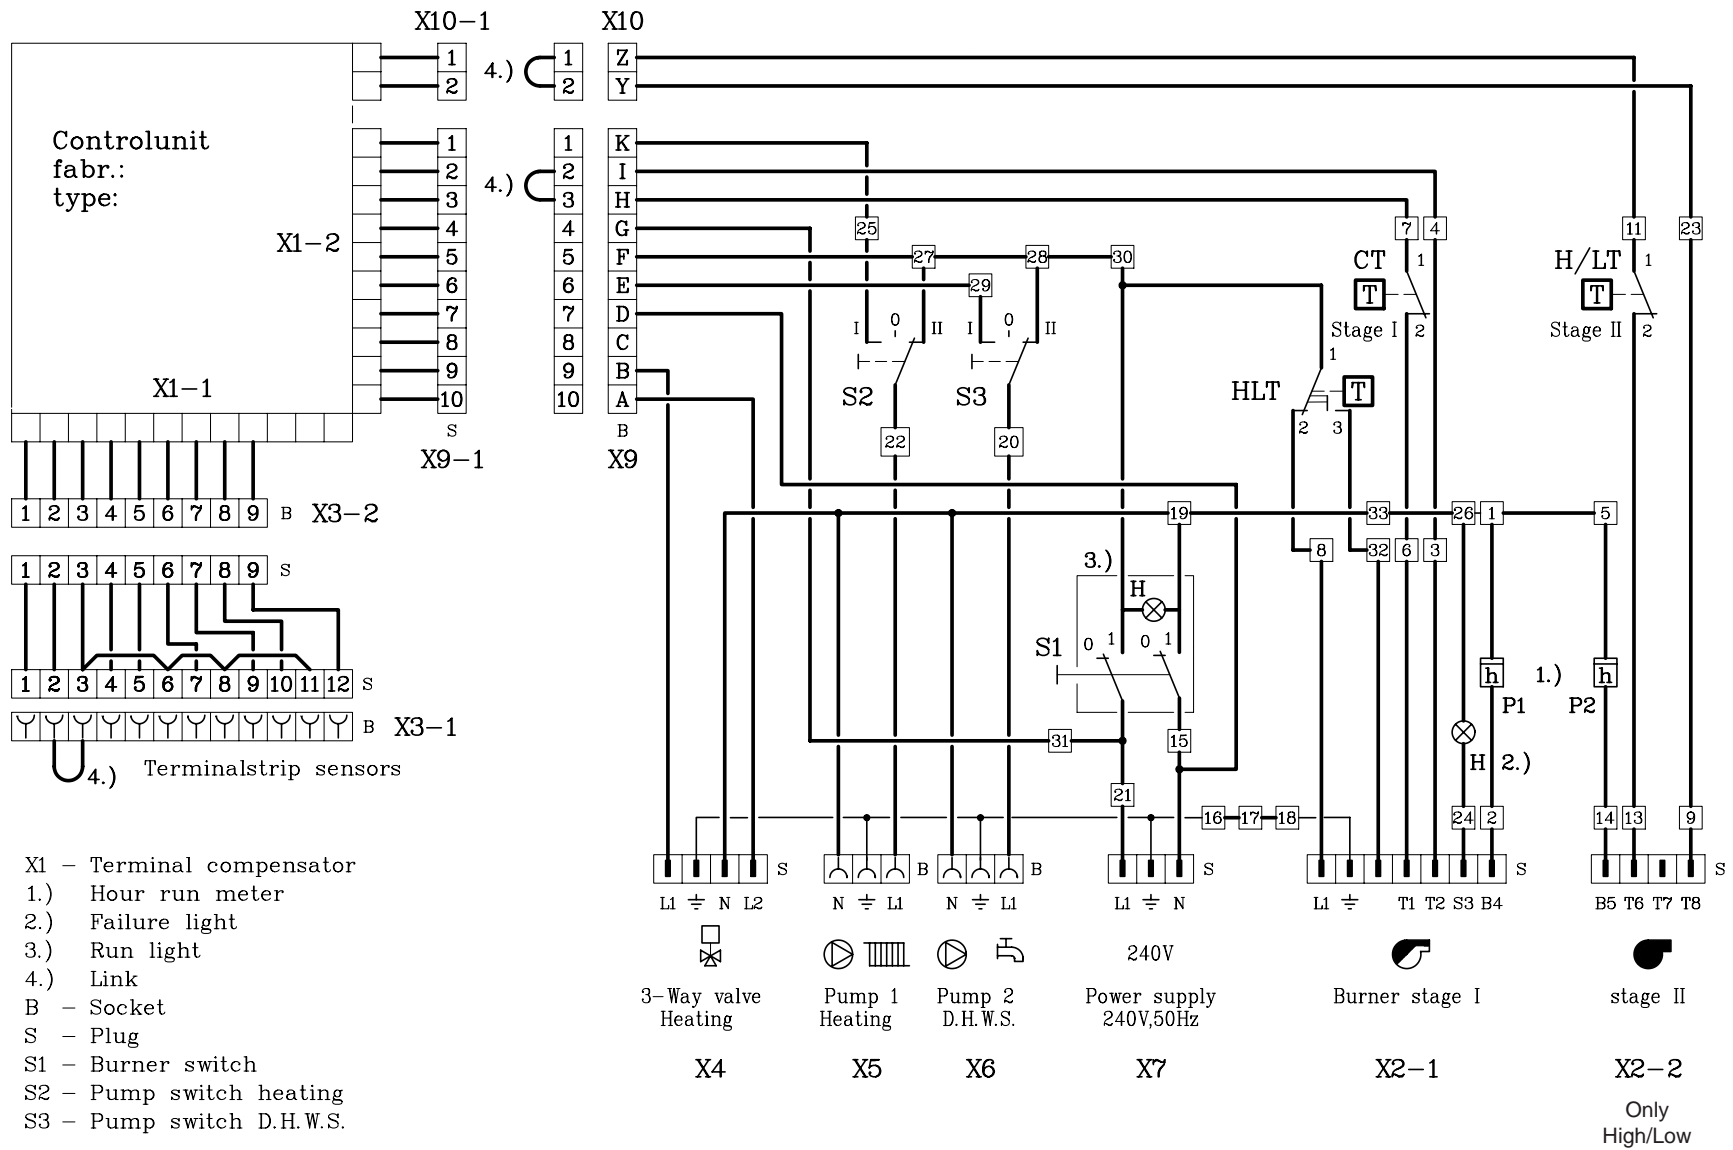 X10-1
X10
1
4.)
1
Z
2
2
Y
Controlunit
fabr.:
type:
X1-2
X1-1
1
1
K
2
4.)
2
I
3
3
H
4
4
G
25
7
4
11
23
5
5
F
27
28
30
CT
1
H/LT
1
6
6
E
29
T
T
7
7
D
I
0
II
I
0
II
Stage I
2
Stage II
2
8
8
C
1
9
9
B
S2
S3
HLT
T
10
10
A
2
3
S
B
22
20
X9-1
X9
1 2 3 4 5 6 7 8 9 B X3-2
19
33
26
1
5
8
32
6
3
1 2 3 4 5 6 7 8 9 S
3.)
H
S1
0
1
0
1
1 2 3 4 5 6 7 8 9 10 11 12 S
h
1.)
h
P1
P2
B X3-1
31
15
H 2.)
4.)
Terminalstrip sensors
21
16
17
18
24
2
14
13
9
S
B
B
S
S
S
L1 N L2
N L1
N L1
L1 N
L1 T1 T2 S3 B4
B5 T6 T7 T8
240V
3-Way valve
Heating
Pump 1
Heating
Pump 2
D.H.W.S.
Power supply
240V,50Hz
Burner stage I
stage II
X4
X5
X6
X7
X2-1
X2-2
Only
High/Low
X1 - Terminal compensator
1.) Hour run meter
2.) Failure light
3.) Run light
4.) Link
B - Socket
S - Plug
S1 - Burner switch
S2 - Pump switch heating
S3 - Pump switch D.H.W.S.